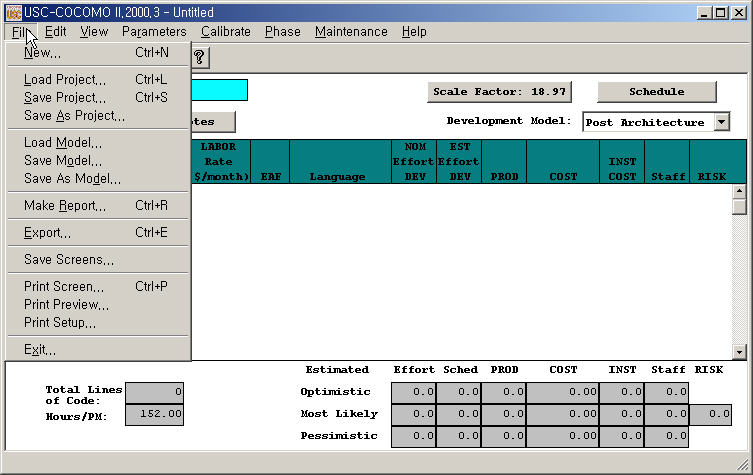 USC-COCOMO II.2000.3 - Untitled
File Edit View Parameters Calibrate Phase Maintenance Help
New... Ctrl+N
Load Project... Ctrl+L
Save Project... Ctrl+S
Save As Project...
Load Model...
Save Model...
Save As Model...
Make Report... Ctrl+R
Export... Ctrl+E
Save Screens...
Print Screen... Ctrl+P
Print Preview...
Print Setup...
Exit...
?
Scale Factor: 18.97 Schedule
otes
Development Model: Post Architecture
LABOR Rate $/month) EAF Language NOM Effort DEV EST Effort DEV PROD COST INST COST Staff RISK
Estimated Effort Sched PROD COST INST Staff RISK
Total Lines of Code: 0
Hours/PM: 152.00
Optimistic 0.0 0.0 0.0 0.00 0.0 0.0
Most Likely 0.0 0.0 0.0 0.00 0.0 0.0 0.0
Pessimistic 0.0 0.0 0.0 0.00 0.0 0.0